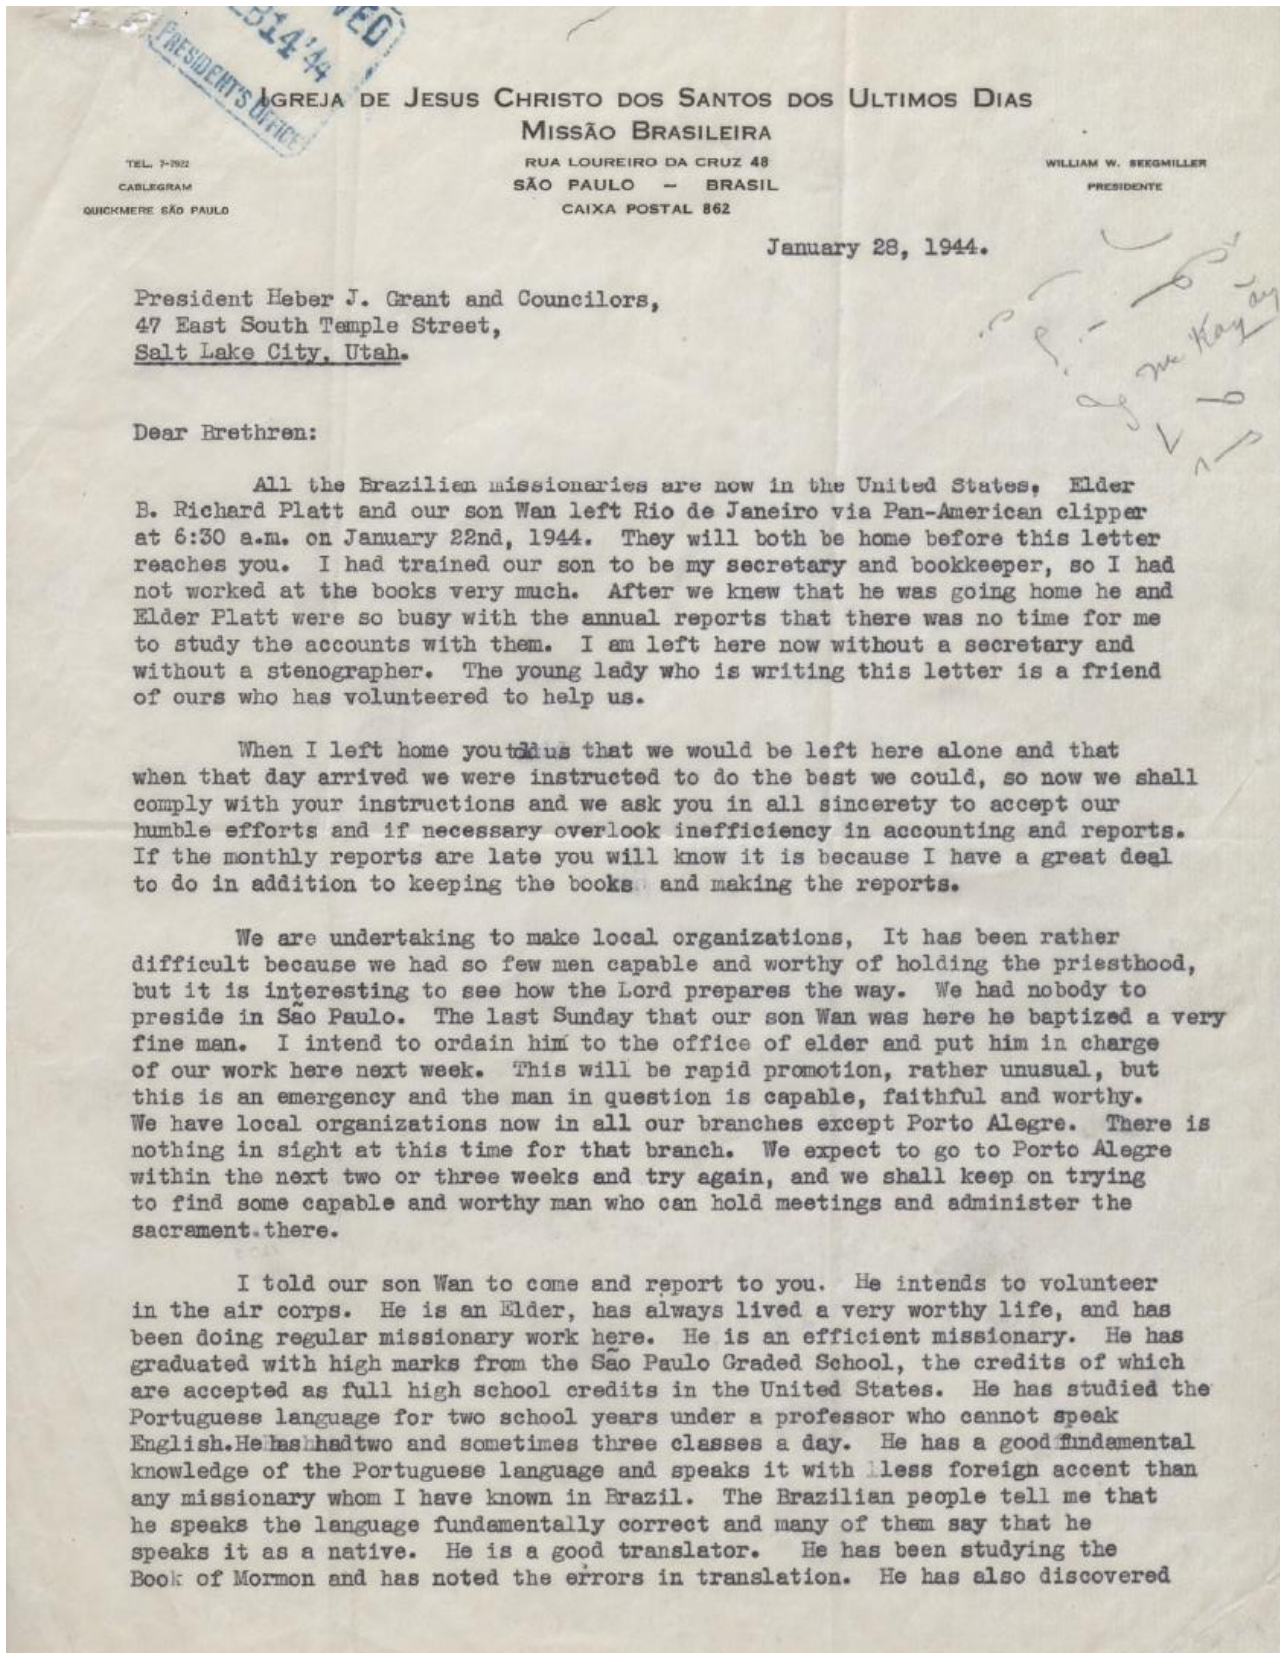 VED
B14'44
PRESIDENT'S OFFICE
IGREJA DE JESUS CHRISTO DOS SANTOS DOS ULTIMOS DIAS
MISSÃO BRASILEIRA
TEL. 7-7922
CABLEGRAM
QUICKMERE SÃO PAULO
RUA LOUREIRO DA CRUZ 48
SÃO PAULO — BRASIL
CAIXA POSTAL 862
WILLIAM W. SEEGMILLER
PRESIDENTE
January 28, 1944.
President Heber J. Grant and Councilors,
47 East South Temple Street,
Salt Lake City, Utah.
McKay
Dear Brethren:
All the Brazilian missionaries are now in the United States. Elder
B. Richard Platt and our son Wan left Rio de Janeiro via Pan-American clipper
at 6:30 a.m. on January 22nd, 1944. They will both be home before this letter
reaches you. I had trained our son to be my secretary and bookkeeper, so I had
not worked at the books very much. After we knew that he was going home he and
Elder Platt were so busy with the annual reports that there was no time for me
to study the accounts with them. I am left here now without a secretary and
without a stenographer. The young lady who is writing this letter is a friend
of ours who has volunteered to help us.
When I left home you told us that we would be left here alone and that
when that day arrived we were instructed to do the best we could, so now we shall
comply with your instructions and we ask you in all sincerety to accept our
humble efforts and if necessary overlook inefficiency in accounting and reports.
If the monthly reports are late you will know it is because I have a great deal
to do in addition to keeping the books and making the reports.
We are undertaking to make local organizations, It has been rather
difficult because we had so few men capable and worthy of holding the priesthood,
but it is interesting to see how the Lord prepares the way. We had nobody to
preside in São Paulo. The last Sunday that our son Wan was here he baptized a very
fine man. I intend to ordain him to the office of elder and put him in charge
of our work here next week. This will be rapid promotion, rather unusual, but
this is an emergency and the man in question is capable, faithful and worthy.
We have local organizations now in all our branches except Porto Alegre. There is
nothing in sight at this time for that branch. We expect to go to Porto Alegre
within the next two or three weeks and try again, and we shall keep on trying
to find some capable and worthy man who can hold meetings and administer the
sacrament.there.
I told our son Wan to come and report to you. He intends to volunteer
in the air corps. He is an Elder, has always lived a very worthy life, and has
been doing regular missionary work here. He is an efficient missionary. He has
graduated with high marks from the São Paulo Graded School, the credits of which
are accepted as full high school credits in the United States. He has studied the
Portuguese language for two school years under a professor who cannot speak
English.He has had two and sometimes three classes a day. He has a good fundamental
knowledge of the Portuguese language and speaks it with less foreign accent than
any missionary whom I have known in Brazil. The Brazilian people tell me that
he speaks the language fundamentally correct and many of them say that he
speaks it as a native. He is a good translator. He has been studying the
Book of Mormon and has noted the errors in translation. He has also discovered